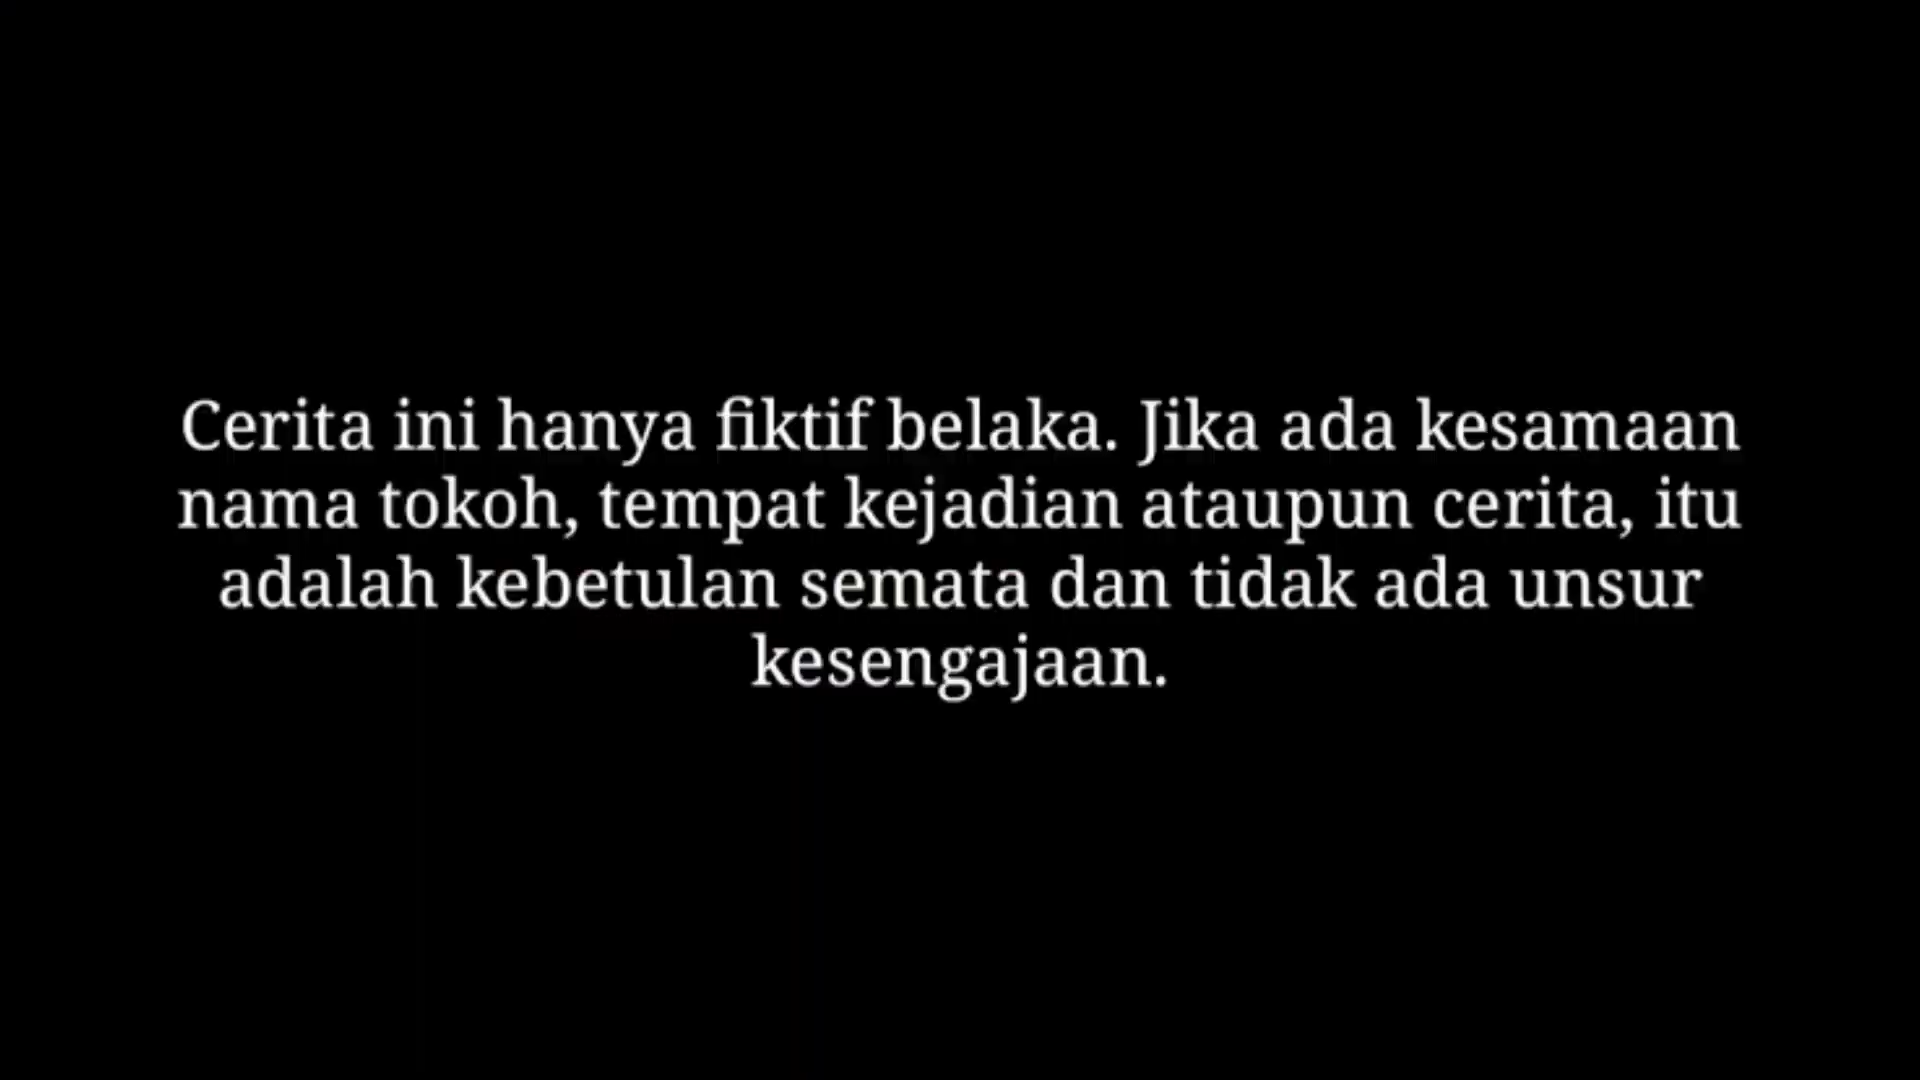 Cerita ini hanya fiktif belaka. Jika ada kesamaan
nama tokoh, tempat kejadian ataupun cerita, itu
adalah kebetulan semata dan tidak ada unsur
kesengajaan.